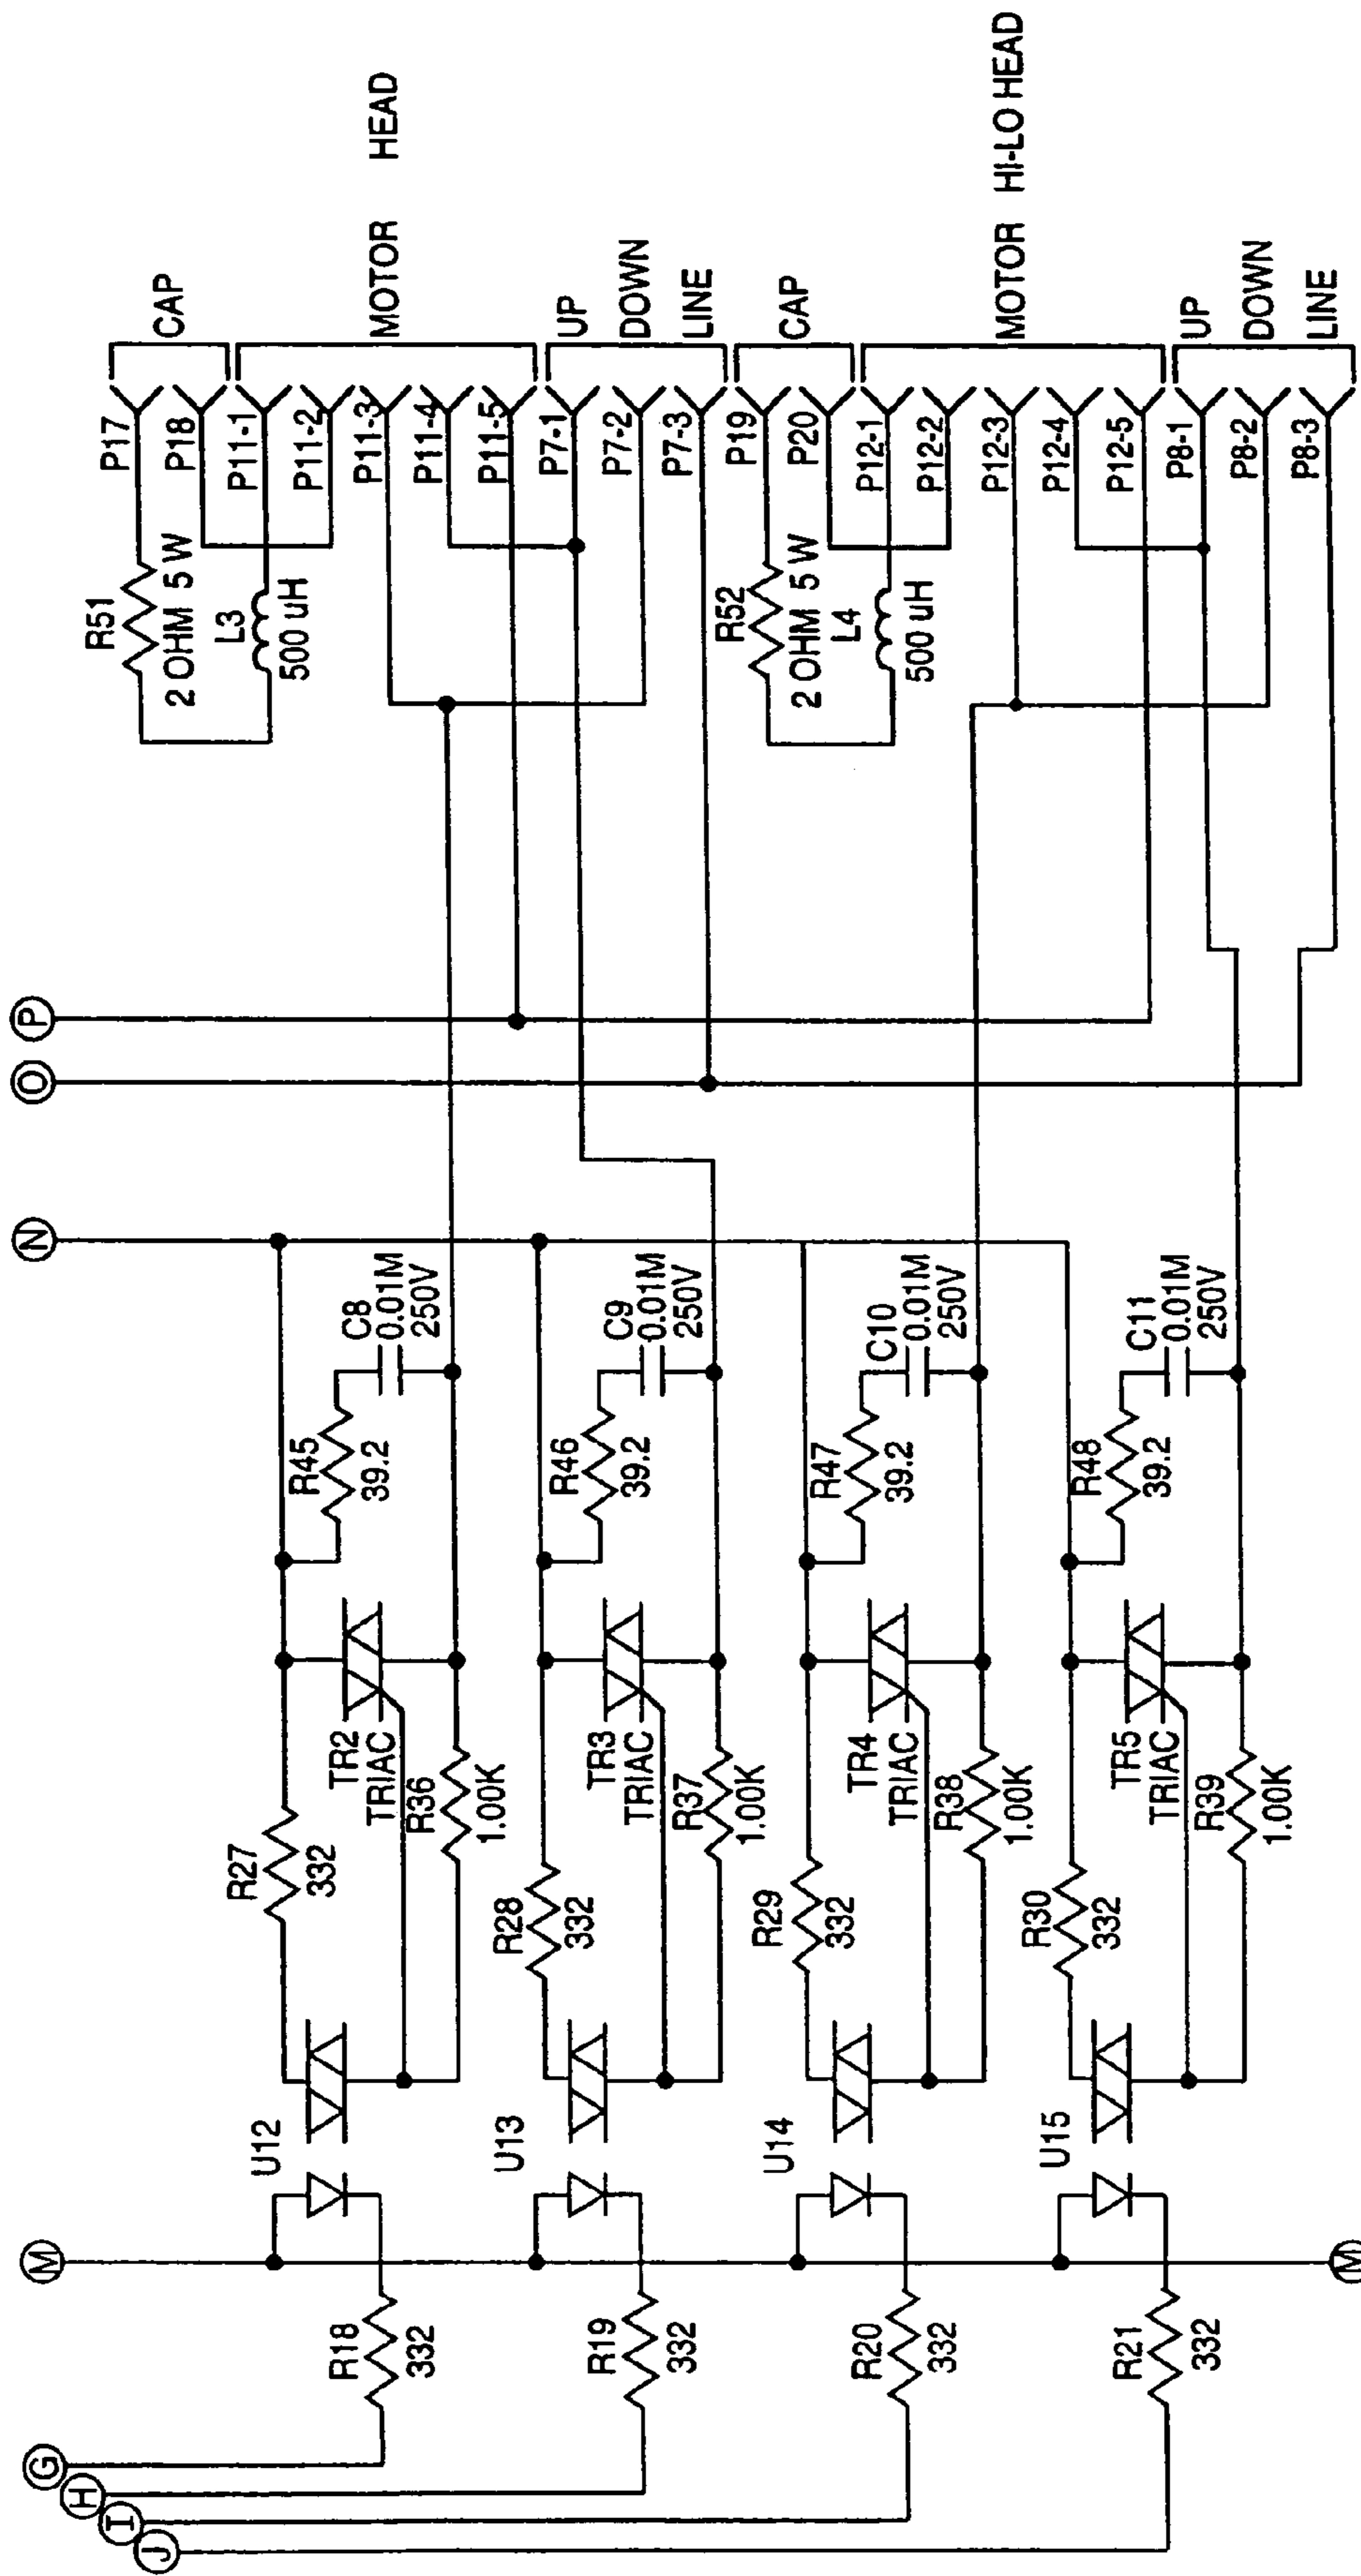 G
H
I
J
M
N
O
P
R18
332
U12
R27
332
TR2
TRIAC
R36
1.00K
R45
39.2
C8
0.01M
250V
R19
332
U13
R28
332
TR3
TRIAC
R37
1.00K
R46
39.2
C9
0.01M
250V
R20
332
U14
R29
332
TR4
TRIAC
R38
1.00K
R47
39.2
C10
0.01M
250V
R21
332
U15
R30
332
TR5
TRIAC
R39
1.00K
R48
39.2
C11
0.01M
250V
M
R51
2 OHM 5 W
L3
500 uH
P17
P18
P11-1
P11-2
P11-3
P11-4
P11-5
P7-1
P7-2
P7-3
CAP
MOTOR HEAD
UP
DOWN
LINE
R52
2 OHM 5 W
L4
500 uH
P19
P20
P12-1
P12-2
P12-3
P12-4
P12-5
P8-1
P8-2
P8-3
CAP
MOTOR HI-LO HEAD
UP
DOWN
LINE